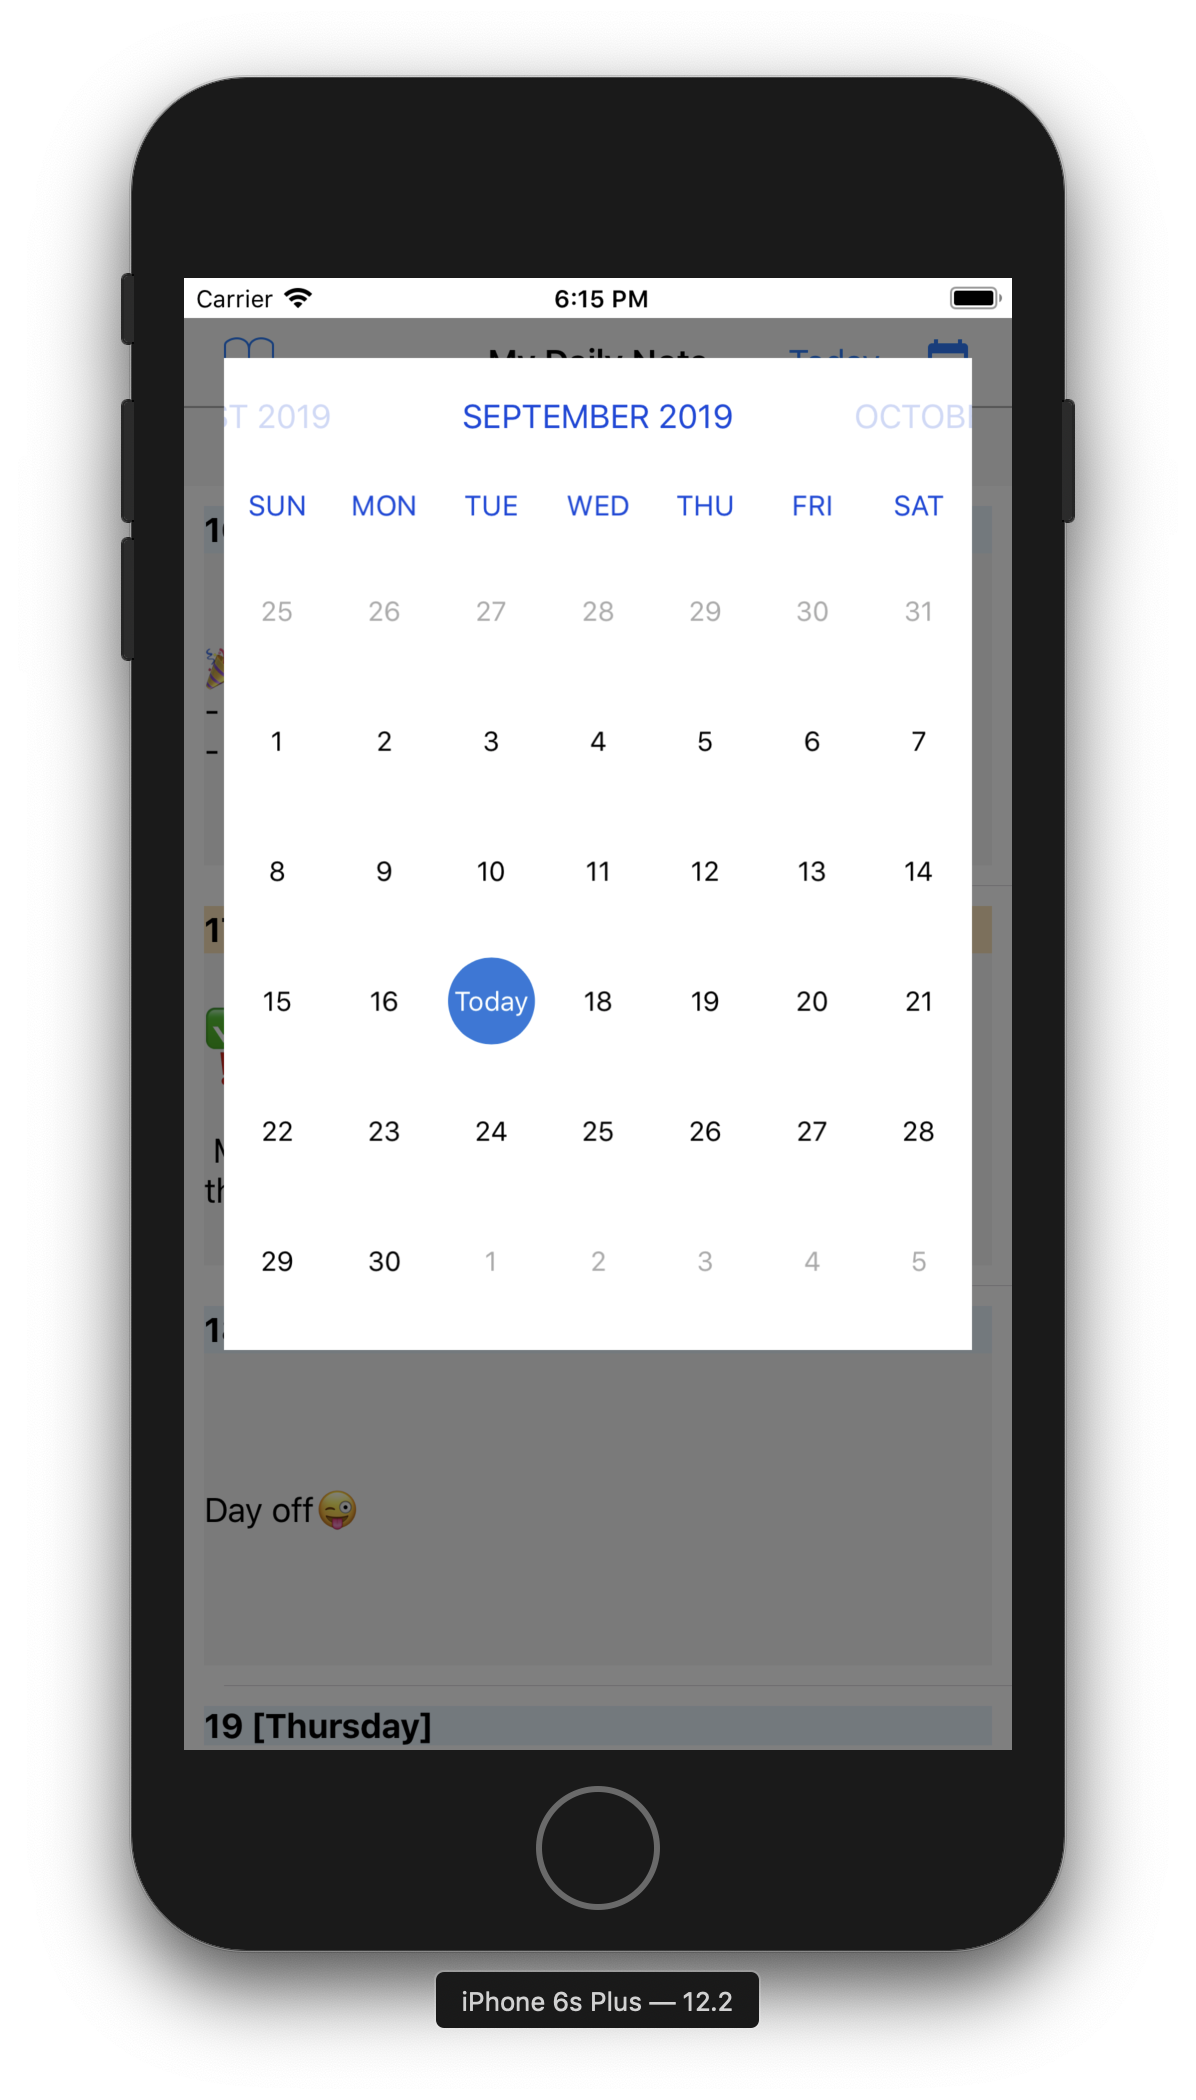 Carrier 6:15 PM
My Daily Note Today
ST 2019 SEPTEMBER 2019 OCTOB
SUN MON TUE WED THU FRI SAT
25 26 27 28 29 30 31
1 2 3 4 5 6 7
8 9 10 11 12 13 14
17
15 16 Today 18 19 20 21
22 23 24 25 26 27 28
th
29 30 1 2 3 4 5
Day off
19 [Thursday]
iPhone 6s Plus — 12.2